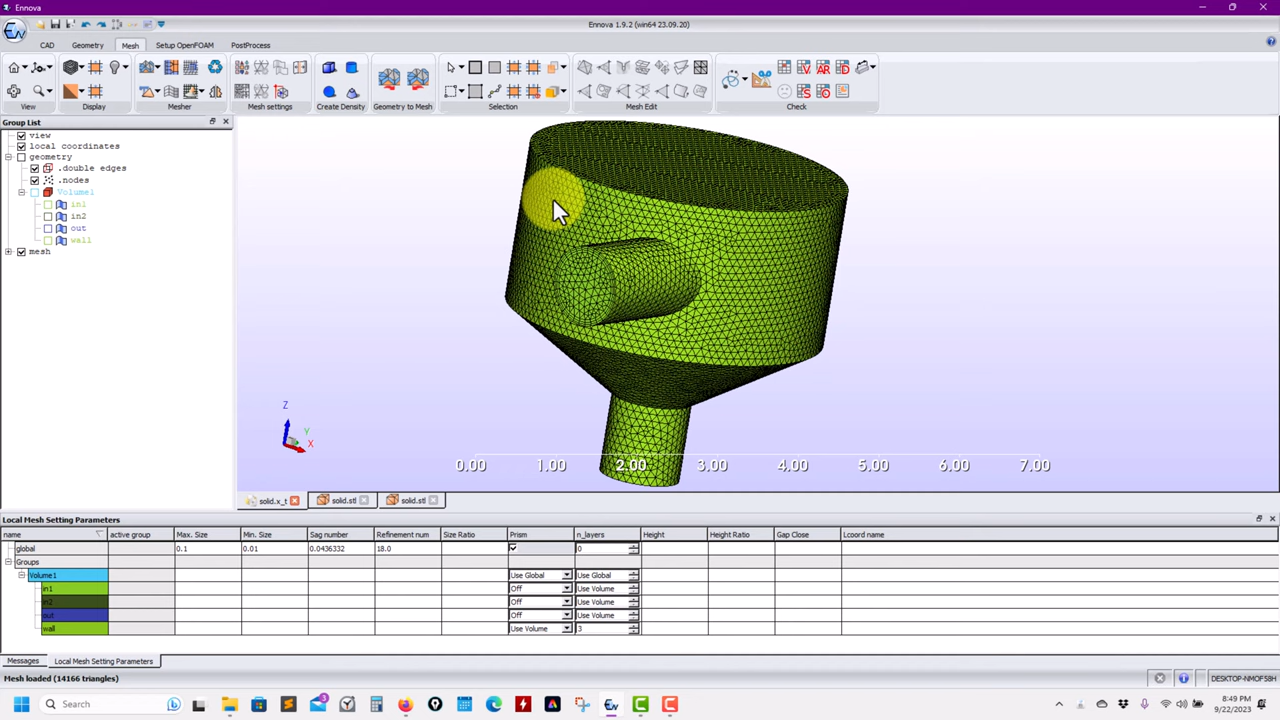 Ennova
Ennova 1.9.2 (win64 23.09.20)
CAD Geometry Mesh Setup OpenFOAM PostProcess
View Display Mesher Mesh settings Create Density Geometry to Mesh Selection Mesh Edit Check
Group List
view
local coordinates
geometry
.double edges
.nodes
Volume1
in1
in2
out
wall
mesh
Z
Y
X
0.00 1.00 2.00 3.00 4.00 5.00 6.00 7.00
solid.x_t solid.stl solid.stl
Local Mesh Setting Parameters
name active group Max. Size Min. Size Sag number Refinement num Size Ratio Prism n_layers Height Height Ratio Gap Close Lcoord name
global 0.1 0.01 0.0436332 18.0 0
Groups
Volume1 Use Global Use Global
in1 Off Use Volume
in2 Off Use Volume
out Off Use Volume
wall Use Volume 3
Messages Local Mesh Setting Parameters
Mesh loaded (14166 triangles) DESKTOP-NMOF58H
Search 3 8:49 PM
9/22/2023